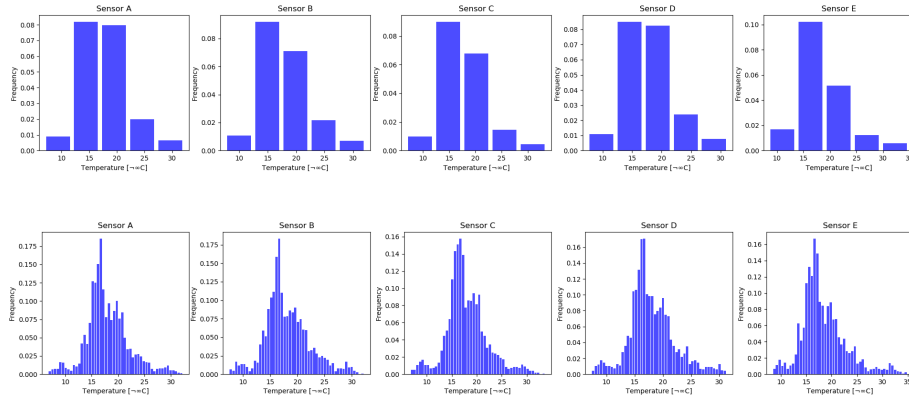 Sensor A
Frequency
0.08
0.07
0.06
0.05
0.04
0.03
0.02
0.01
0.00
10 15 20 25 30
Temperature [¬∞C]
Sensor B
Frequency
0.08
0.06
0.04
0.02
0.00
10 15 20 25 30
Temperature [¬∞C]
Sensor C
Frequency
0.08
0.06
0.04
0.02
0.00
10 15 20 25 30
Temperature [¬∞C]
Sensor D
Frequency
0.08
0.07
0.06
0.05
0.04
0.03
0.02
0.01
0.00
10 15 20 25 30
Temperature [¬∞C]
Sensor E
Frequency
0.10
0.08
0.06
0.04
0.02
0.00
10 15 20 25 30 35
Temperature [¬∞C]
Sensor A
Frequency
0.175
0.150
0.125
0.100
0.075
0.050
0.025
0.000
10 15 20 25 30
Temperature [¬∞C]
Sensor B
Frequency
0.175
0.150
0.125
0.100
0.075
0.050
0.025
0.000
10 15 20 25 30
Temperature [¬∞C]
Sensor C
Frequency
0.16
0.14
0.12
0.10
0.08
0.06
0.04
0.02
0.00
10 15 20 25 30
Temperature [¬∞C]
Sensor D
Frequency
0.16
0.14
0.12
0.10
0.08
0.06
0.04
0.02
0.00
10 15 20 25 30
Temperature [¬∞C]
Sensor E
Frequency
0.16
0.14
0.12
0.10
0.08
0.06
0.04
0.02
0.00
10 15 20 25 30 35
Temperature [¬∞C]